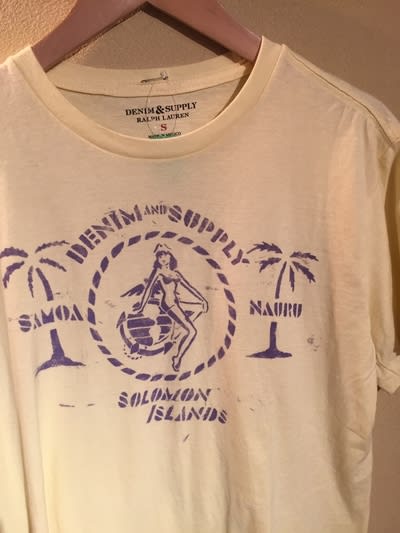 DENIM & SUPPLY
RALPH LAUREN
S
DENIM AND SUPPLY
SAMOA
NAURU
SOLOMON
ISLANDS